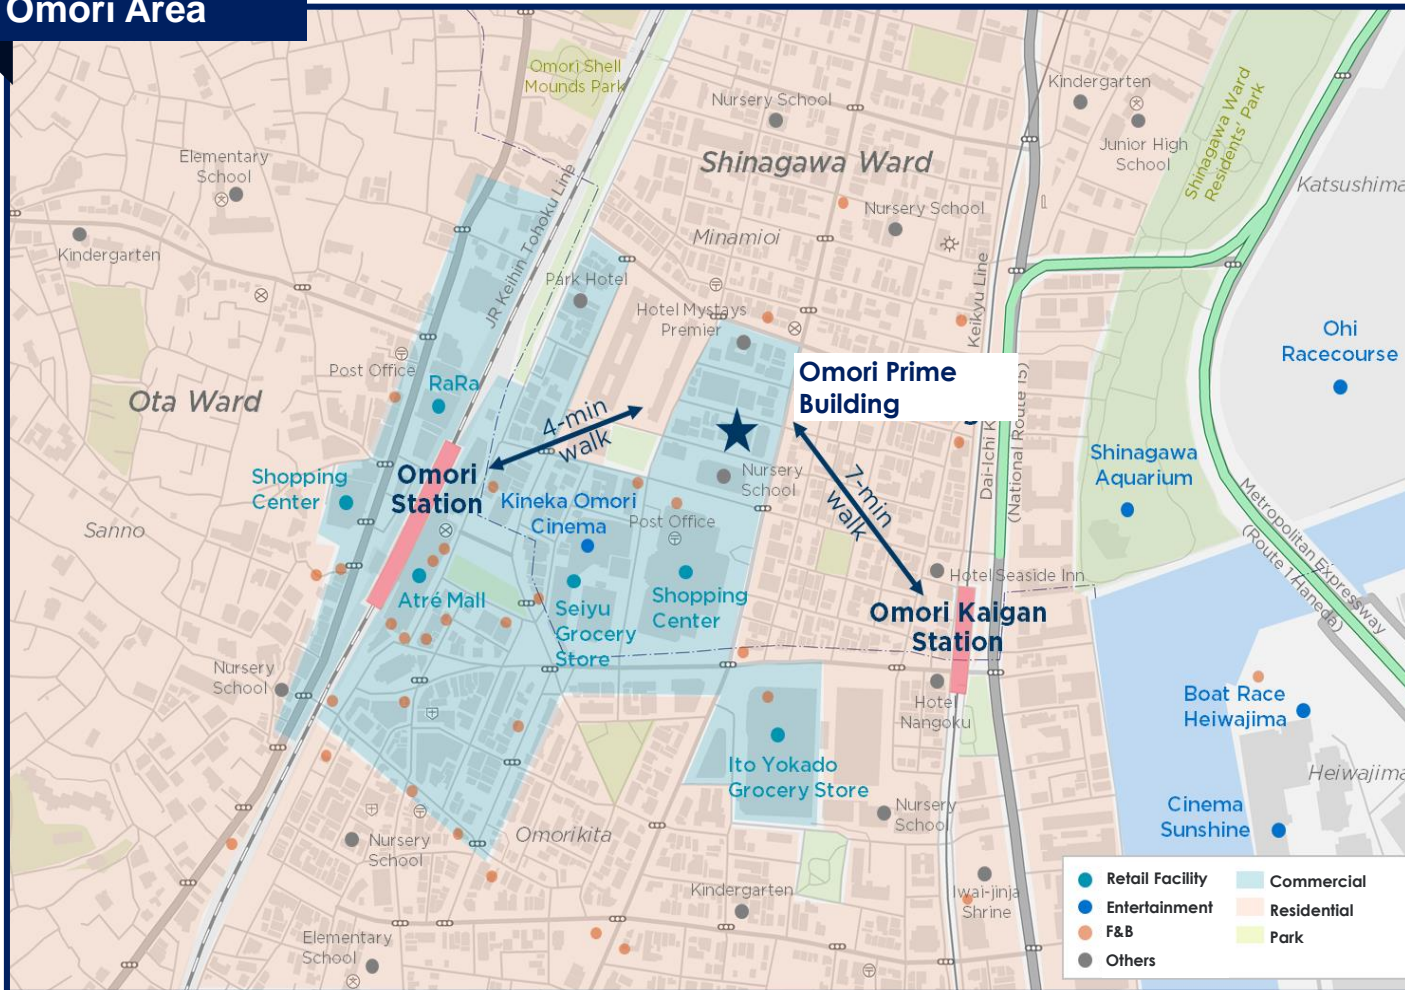 Omori Area
Omori Shell
Mounds Park
Nursery School
Kindergarten
Junior High
School
Shinagawa Ward
Residents' Park
Katsushima
Elementary
School
Shinagawa Ward
Nursery School
Minamioi
Kindergarten
JR Keihin Tohoku Line
Park Hotel
Keikyu Line
Hotel Mystays
Premier
Ohi
Racecourse
Post Office
RaRa
Ota Ward
Omori Prime
Building
4-min
walk
Dai-Ichi K
(National Route 15)
Shopping
Center
Omori
Station
Kineka Omori
Cinema
Nursery
School
7-min
walk
Shinagawa
Aquarium
Sanno
Post Office
Metropolitan Expressway
(Route 1/Haneda)
Hotel Seaside Inn
Atré Mall
Seiyu
Grocery
Store
Shopping
Center
Omori Kaigan
Station
Nursery
School
Hotel
Nangoku
Boat Race
Heiwajima
Ito Yokado
Grocery Store
Heiwajima
Cinema
Sunshine
Nursery
School
Omorikita
Nursery
School
Kindergarten
Iwai-jinja
Shrine
Elementary
School
Retail Facility
Entertainment
F&B
Others
Commercial
Residential
Park